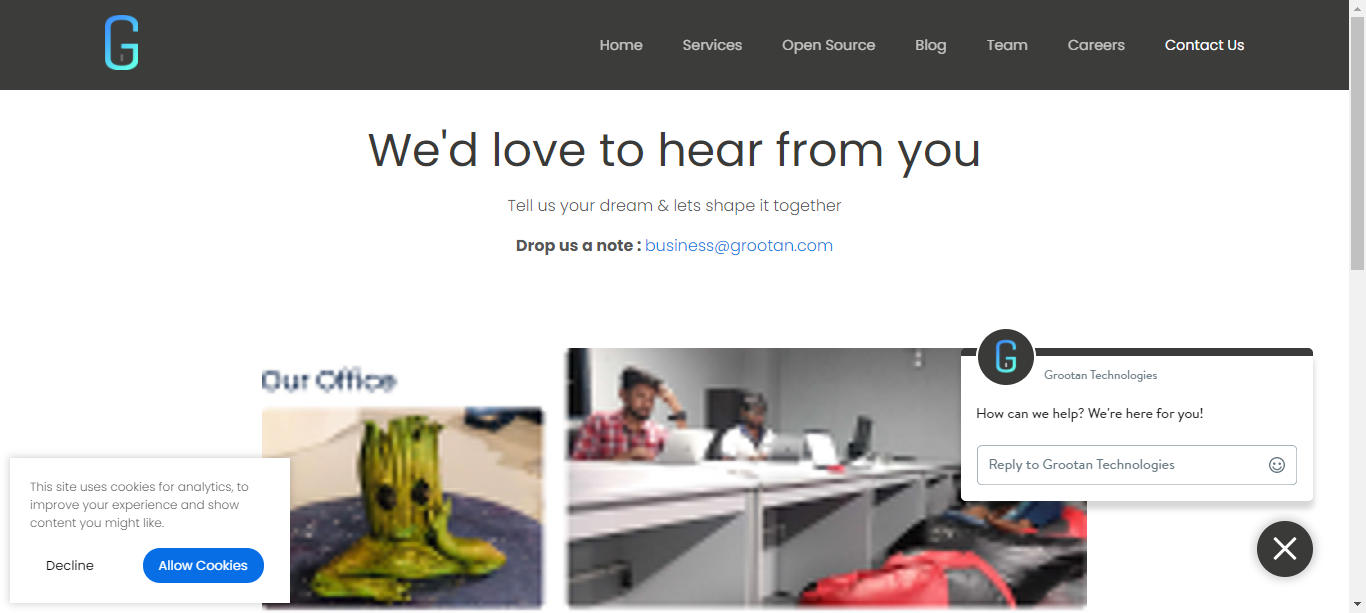 Home Services Open Source Blog Team Careers Contact Us
We'd love to hear from you
Tell us your dream & lets shape it together
Drop us a note : business@grootan.com
Our Office
Grootan Technologies
How can we help? We're here for you!
Reply to Grootan Technologies
This site uses cookies for analytics, to
improve your experience and show
content you might like.
Decline Allow Cookies